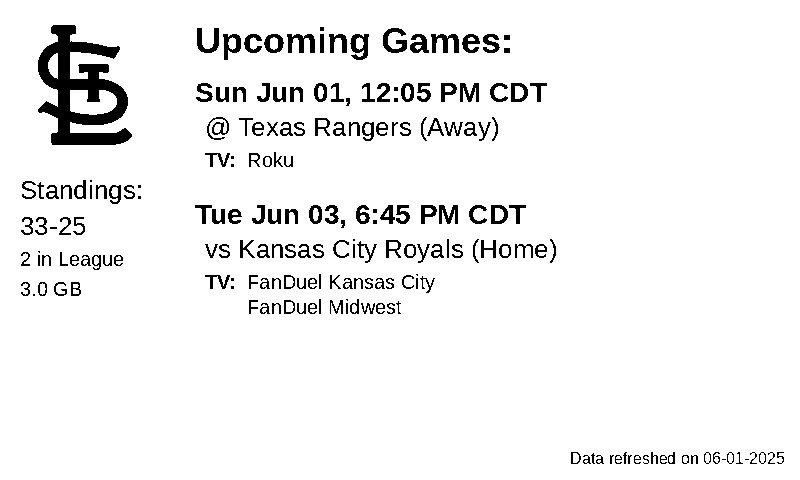 STL
Standings:
33-25
2 in League
3.0 GB
Upcoming Games:
Sun Jun 01, 12:05 PM CDT
@ Texas Rangers (Away)
TV: Roku
Tue Jun 03, 6:45 PM CDT
vs Kansas City Royals (Home)
TV: FanDuel Kansas City
FanDuel Midwest
Data refreshed on 06-01-2025